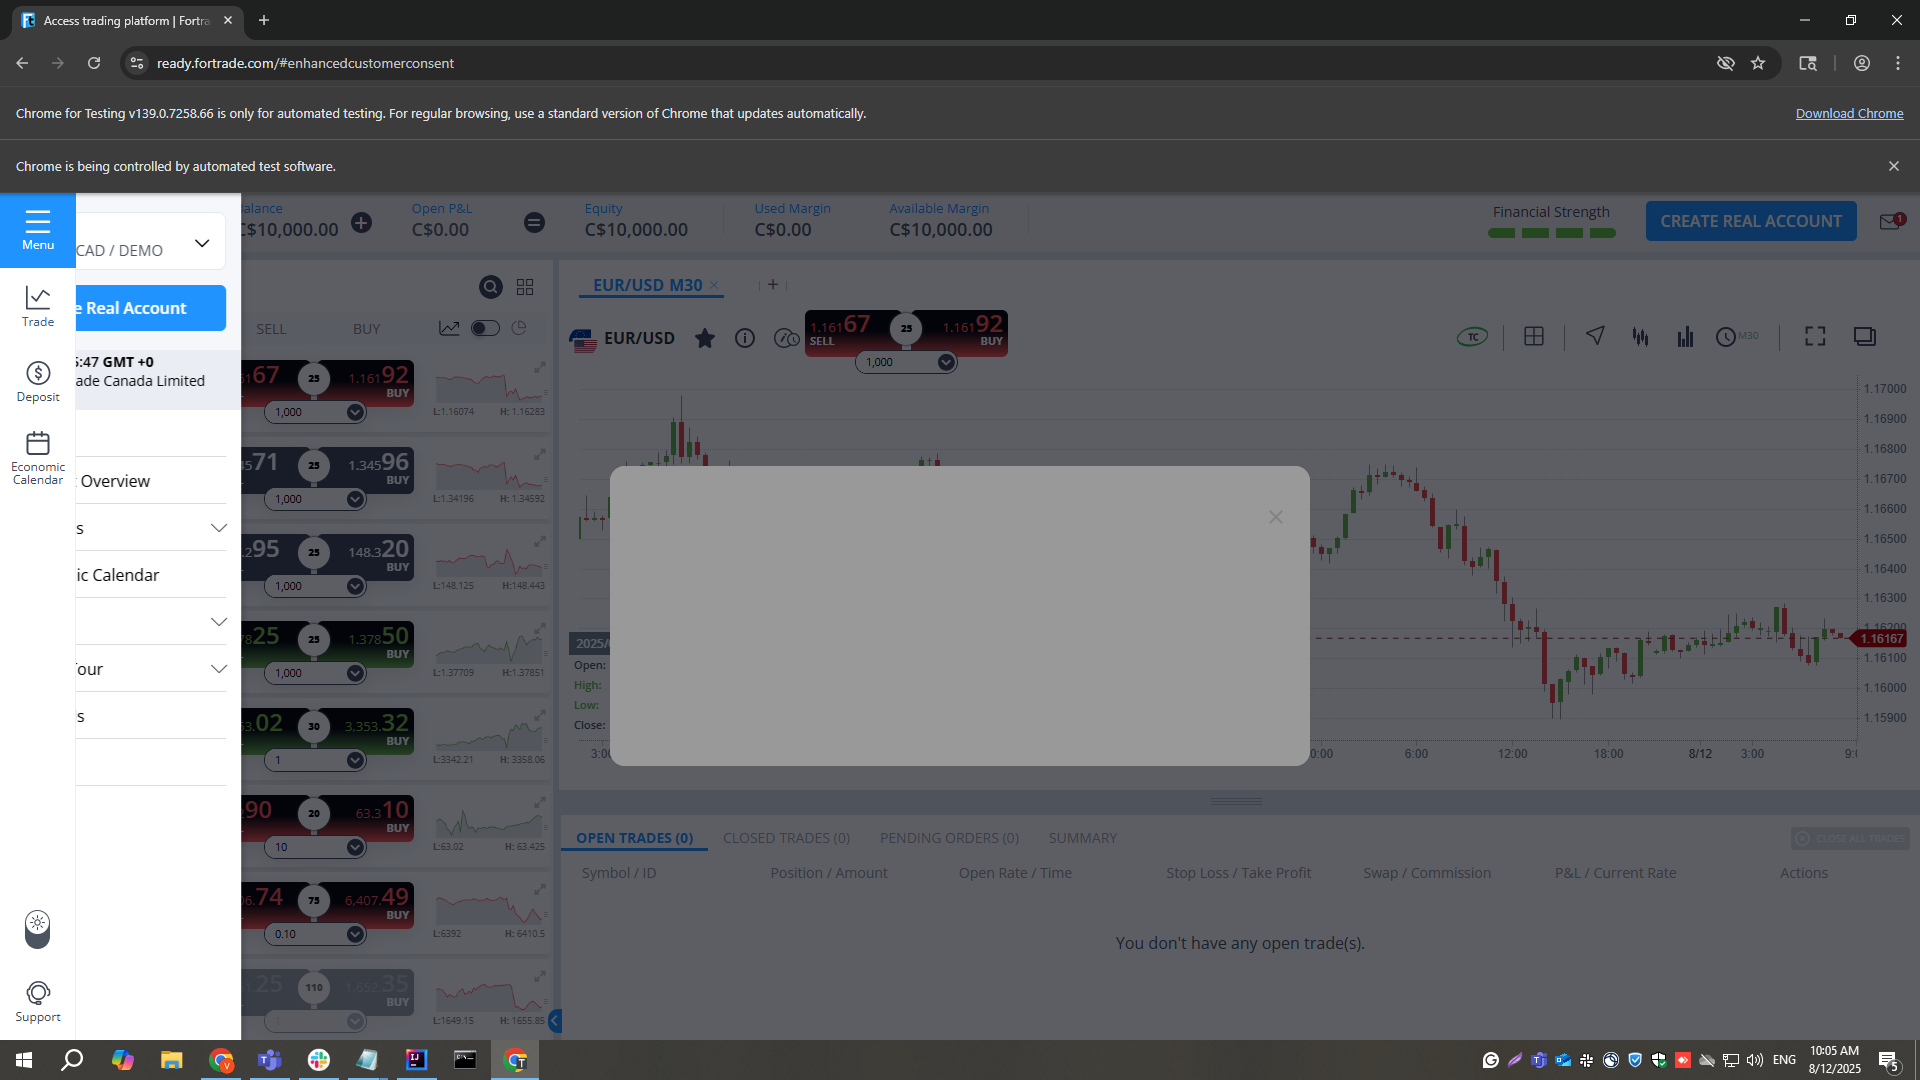 Access trading platform | Fortra
ready.fortrade.com/#enhancedcustomerconsent
Chrome for Testing v139.0.7258.66 is only for automated testing. For regular browsing, use a standard version of Chrome that updates automatically.
Download Chrome
Chrome is being controlled by automated test software.
Menu
Trade
Deposit
Economic
Calendar
Support
CAD / DEMO
Real Account
GMT +0
Canada Limited
Overview
Calendar
Open P&L
Equity
Used Margin
Available Margin
C$10,000.00
C$0.00
C$10,000.00
C$0.00
C$10,000.00
Financial Strength
CREATE REAL ACCOUNT
1
SELL
BUY
67
25
1.16192
BUY
1,000
L:1.16074
H: 1.16283
71
25
1.34596
BUY
1,000
L:1.34196
H: 1.34592
95
25
148.320
BUY
1,000
L:148.125
H:148.443
25
25
1.37850
BUY
1,000
L:1.37709
H: 1.37851
02
30
3,353.32
BUY
1
L:3342.21
H: 3358.06
90
20
63.310
BUY
10
L:63.02
H: 63.425
74
75
6,407.49
BUY
0.10
L:6392
H: 6410.5
25
110
1,652.35
BUY
L:1649.15
H: 1655.85
EUR/USD M30
EUR/USD
1.16167
SELL
25
1.16192
BUY
1,000
TC
M30
1.17000
1.16900
1.16800
1.16700
1.16600
1.16500
1.16400
1.16300
1.16200
1.16167
1.16100
1.16000
1.15900
Open:
High:
Low:
Close:
6:00
12:00
18:00
8/12
3:00
OPEN TRADES (0)
CLOSED TRADES (0)
PENDING ORDERS (0)
SUMMARY
CLOSE ALL TRADES
Symbol / ID
Position / Amount
Open Rate / Time
Stop Loss / Take Profit
Swap / Commission
P&L / Current Rate
Actions
You don't have any open trade(s).
ENG
10:05 AM
8/12/2025
5